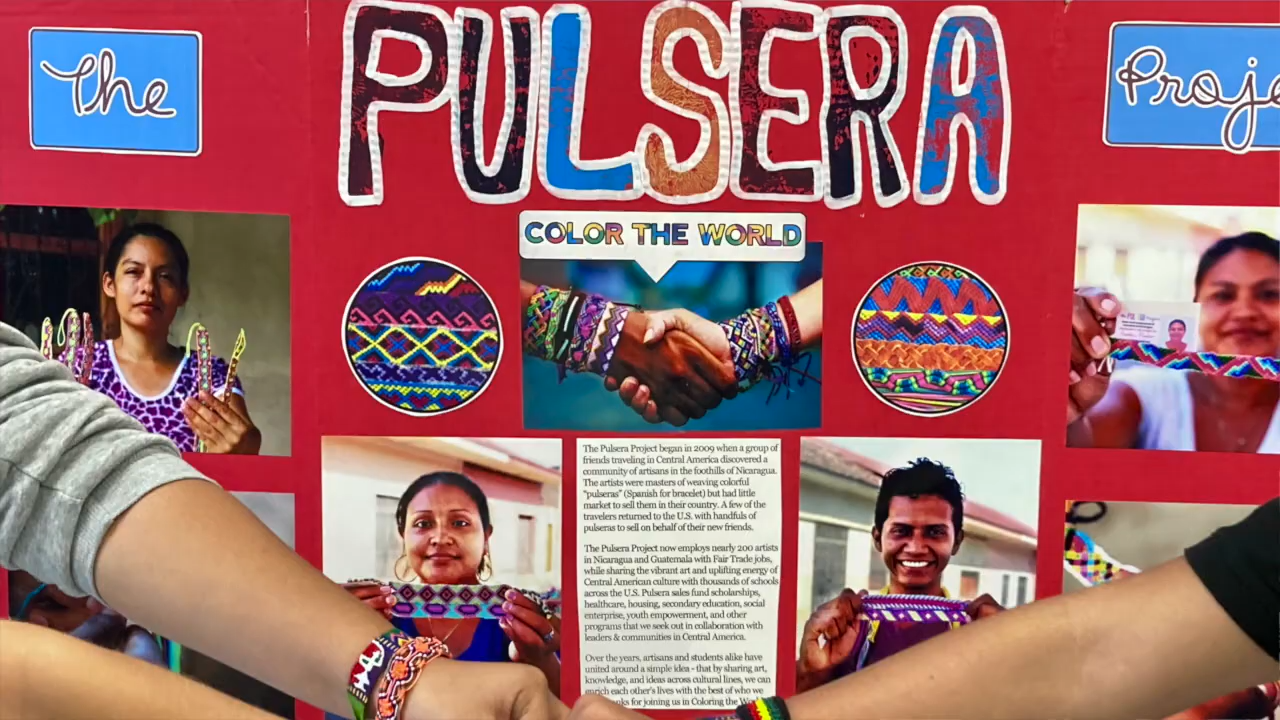 The
PULSERA
Proje
COLOR THE WORLD
The Pulsera Project began in 2009 when a group of
friends traveling in Central America discovered a
community of artisans in the foothills of Nicaragua.
The artists were masters of weaving colorful
"pulseras" (Spanish for bracelet) but had little
market to sell them in their country. A few of the
travelers returned to the U.S. with handfuls of
pulseras to sell on behalf of their new friends.
The Pulsera Project now employs nearly 200 artists
in Nicaragua and Guatemala with Fair Trade jobs,
while sharing the vibrant art and uplifting energy of
Central American culture with thousands of schools
across the U.S. Pulsera sales fund scholarships,
healthcare, housing, secondary education, social
enterprise, youth empowerment, and other
programs that we seek out in collaboration with
leaders & communities in Central America.
Over the years, artisans and students alike have
united around a simple idea - that by sharing art,
knowledge, and ideas across cultural lines, we can
enrich each other's lives with the best of who we
for joining us in Coloring the